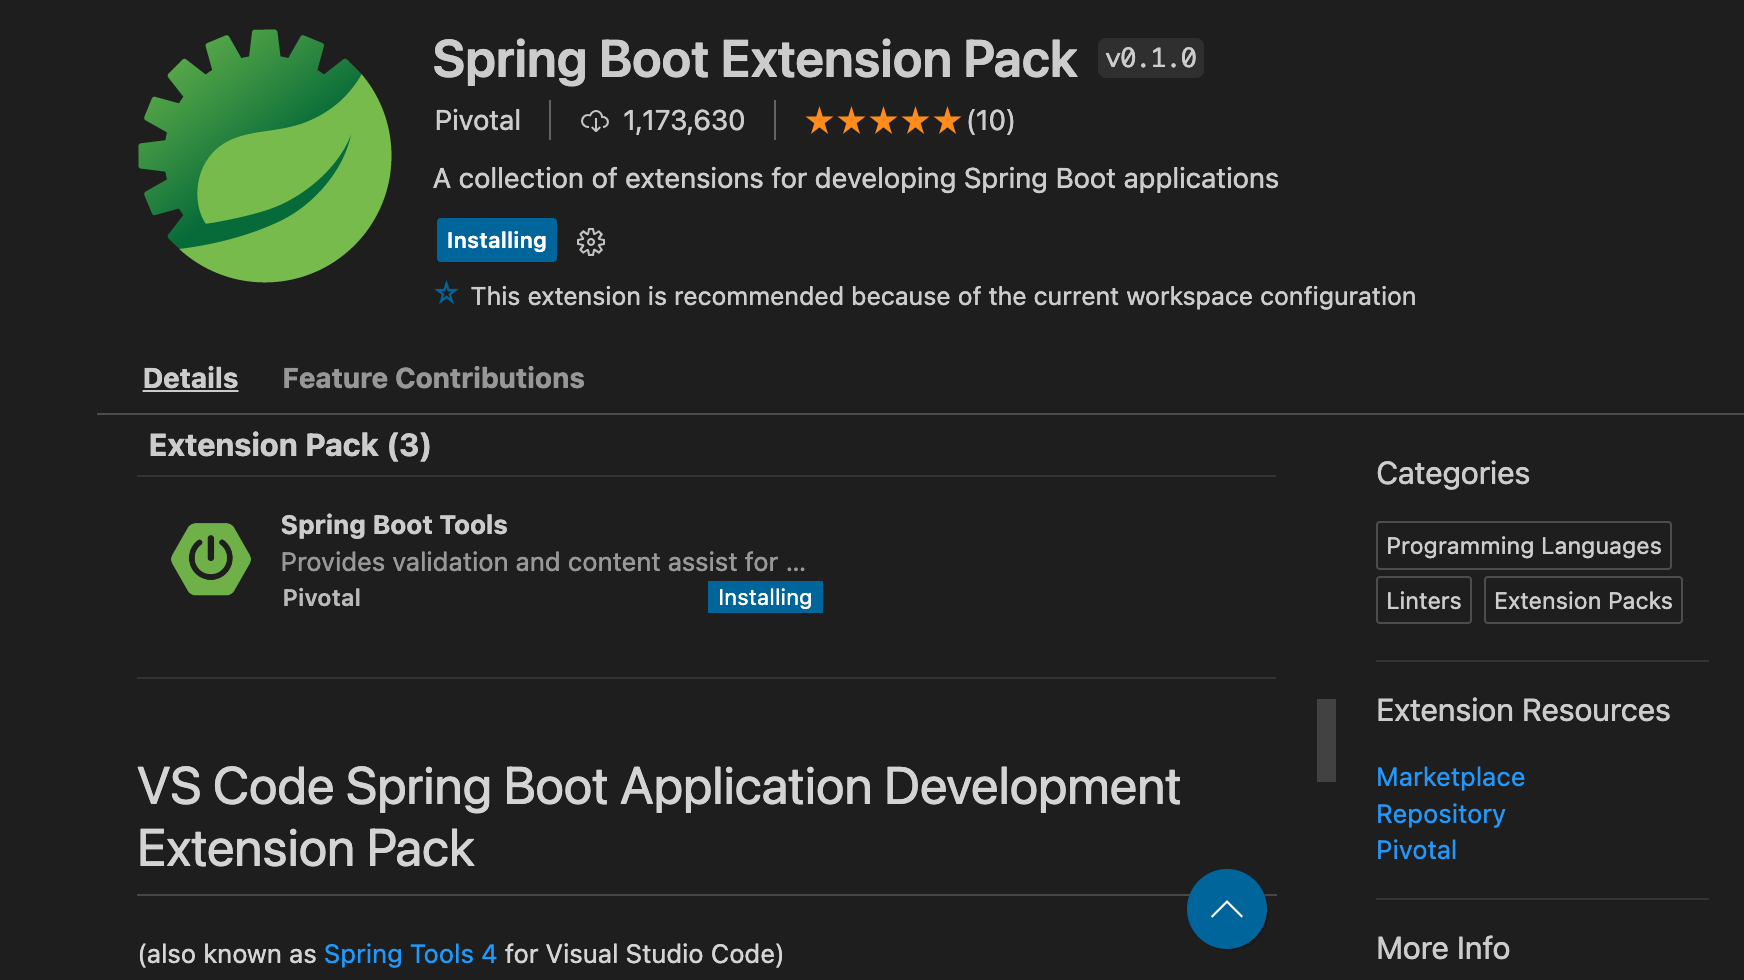 Spring Boot Extension Pack v0.1.0
Pivotal 1,173,630 (10)
A collection of extensions for developing Spring Boot applications
Installing
This extension is recommended because of the current workspace configuration
Details Feature Contributions
Extension Pack (3)
Spring Boot Tools
Provides validation and content assist for ...
Pivotal Installing
VS Code Spring Boot Application Development
Extension Pack
(also known as Spring Tools 4 for Visual Studio Code)
Categories
Programming Languages
Linters Extension Packs
Extension Resources
Marketplace
Repository
Pivotal
More Info